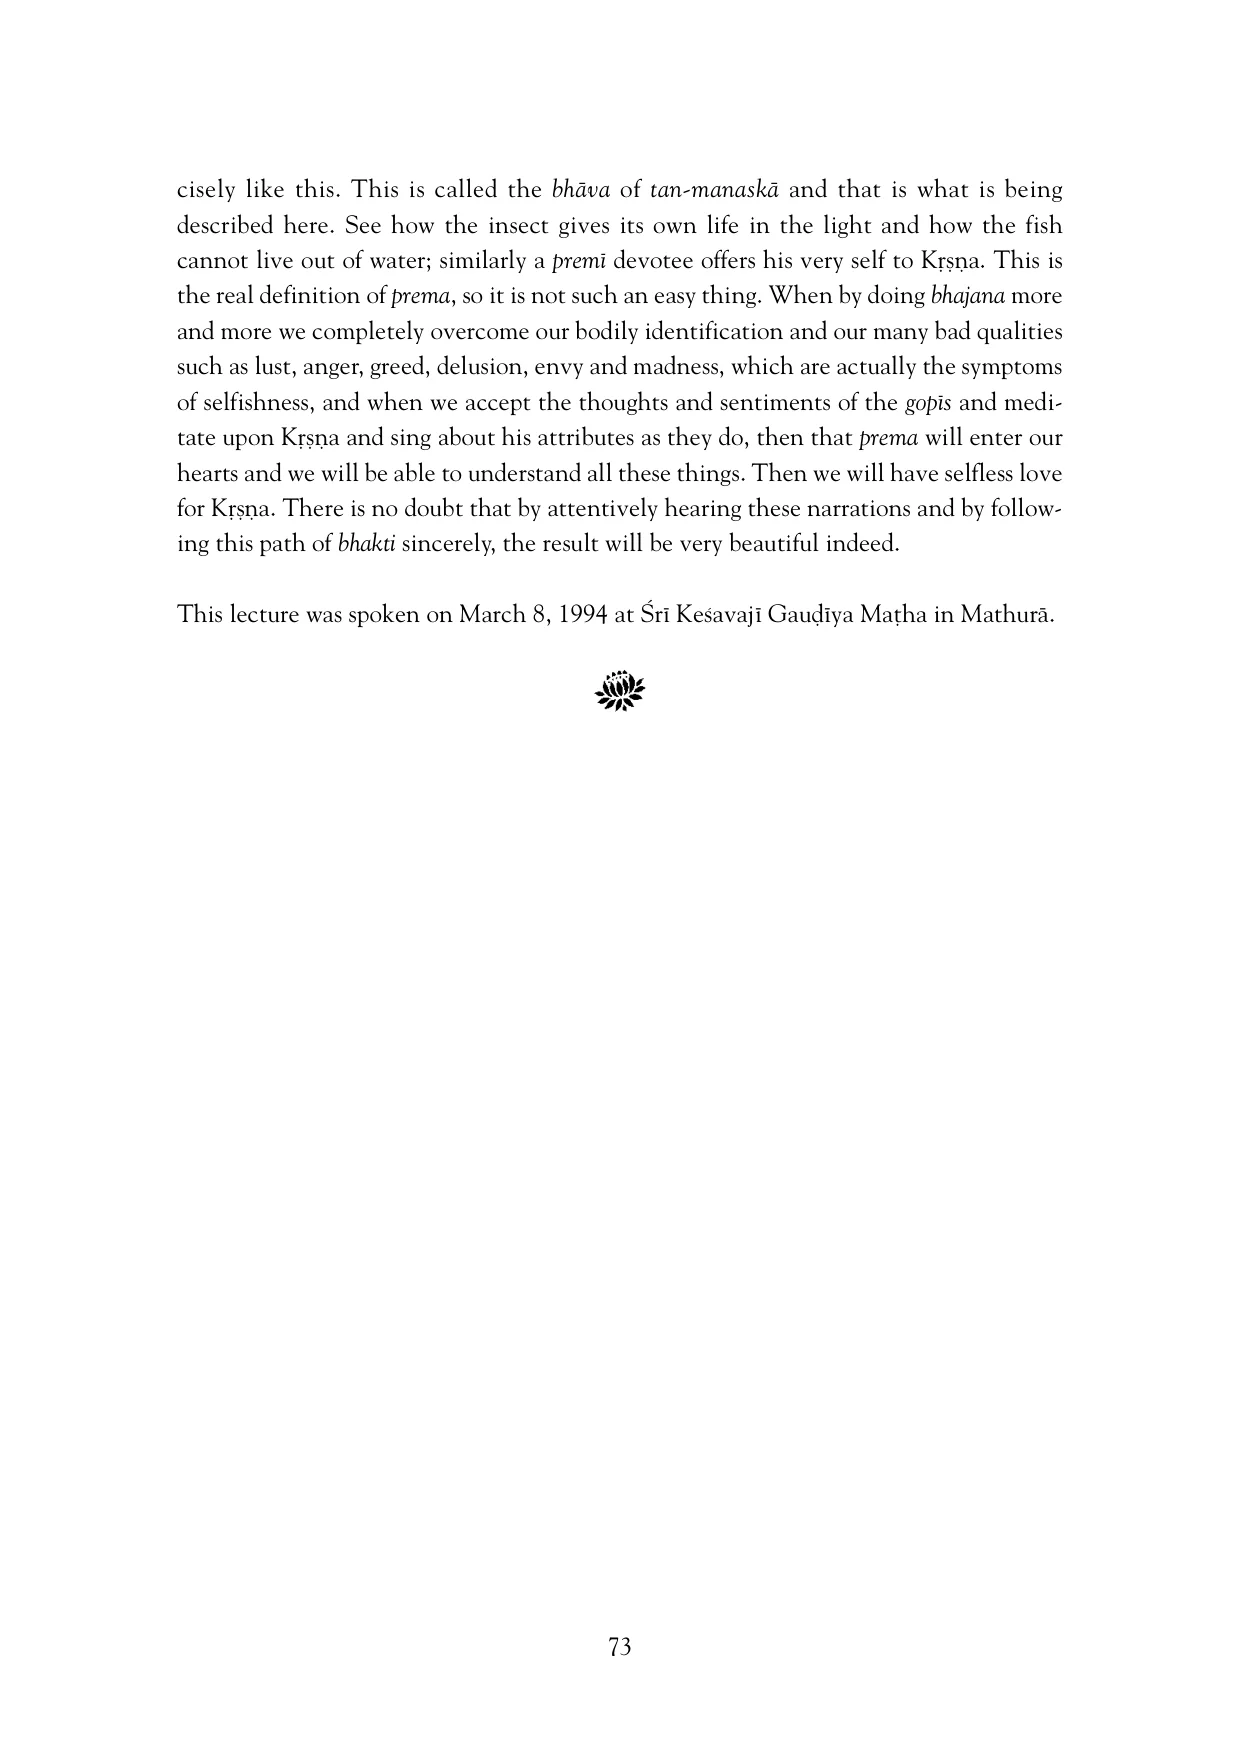 cisely like this. This is called the bhāva of tan-manaskā and that is what is being
described here. See how the insect gives its own life in the light and how the fish
cannot live out of water; similarly a premī devotee offers his very self to Kṛṣṇa. This is
the real definition of prema, so it is not such an easy thing. When by doing bhajana more
and more we completely overcome our bodily identification and our many bad qualities
such as lust, anger, greed, delusion, envy and madness, which are actually the symptoms
of selfishness, and when we accept the thoughts and sentiments of the gopīs and medi-
tate upon Kṛṣṇa and sing about his attributes as they do, then that prema will enter our
hearts and we will be able to understand all these things. Then we will have selfless love
for Kṛṣṇa. There is no doubt that by attentively hearing these narrations and by follow-
ing this path of bhakti sincerely, the result will be very beautiful indeed.
This lecture was spoken on March 8, 1994 at Śrī Keśavajī Gauḍīya Maṭha in Mathurā.
73